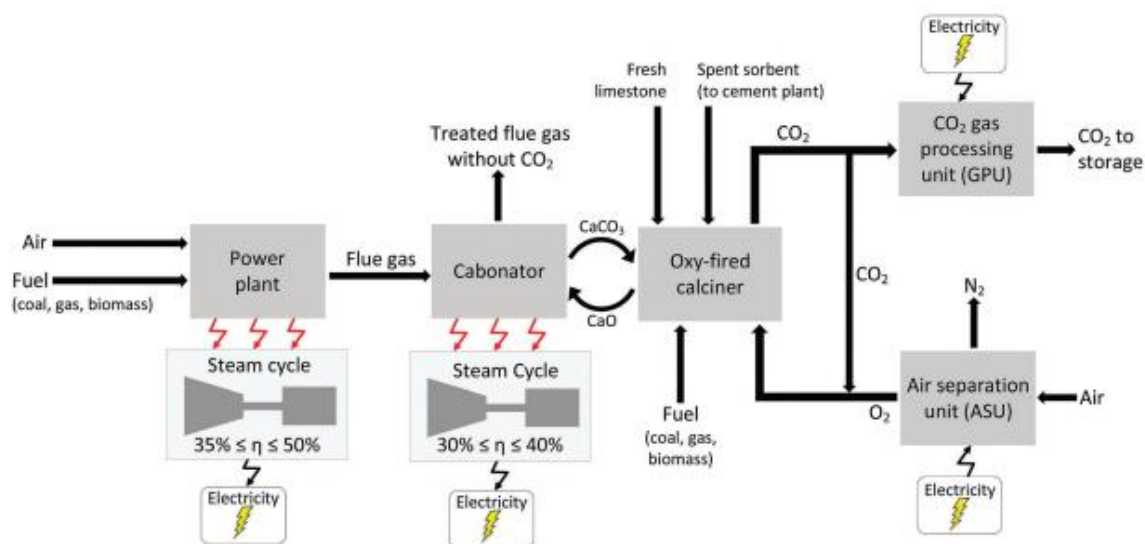 Electricity
Fresh
limestone
Spent sorbent
(to cement plant)
Treated flue gas
without CO₂
CO₂
CO₂ gas
processing
unit (GPU)
CO₂ to
storage
Air
Fuel
(coal, gas, biomass)
Power
plant
Flue gas
Cabonator
CaCO₃
CaO
Oxy-fired
calciner
CO₂
N₂
Steam cycle
35% ≤ η ≤ 50%
Steam Cycle
30% ≤ η ≤ 40%
Fuel
(coal, gas,
biomass)
O₂
Air separation
unit (ASU)
Air
Electricity
Electricity
Electricity